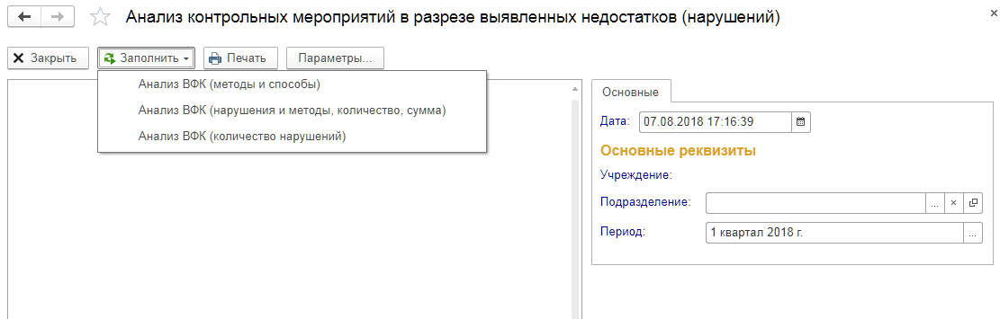 Анализ контрольных мероприятий в разрезе выявленных недостатков (нарушений)
Закрыть Заполнить Печать Параметры...
Анализ ВФК (методы и способы)
Анализ ВФК (нарушения и методы, количество, сумма)
Анализ ВФК (количество нарушений)
Основные
Дата: 07.08.2018 17:16:39
Основные реквизиты
Учреждение:
Подразделение: ...
Период: 1 квартал 2018 г. ...